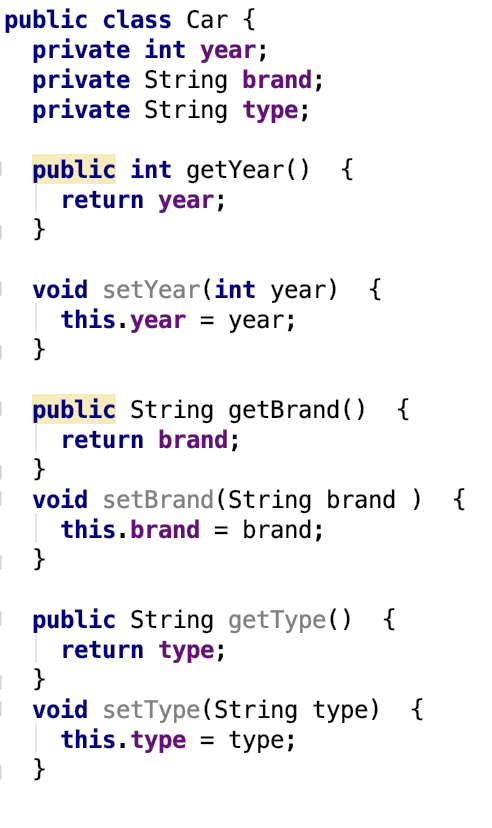 public class Car {
  private int year;
  private String brand;
  private String type;

  public int getYear()  {
    return year;
  }

  void setYear(int year)  {
    this.year = year;
  }

  public String getBrand()  {
    return brand;
  }
  void setBrand(String brand )  {
    this.brand = brand;
  }

  public String getType()  {
    return type;
  }
  void setType(String type)  {
    this.type = type;
  }